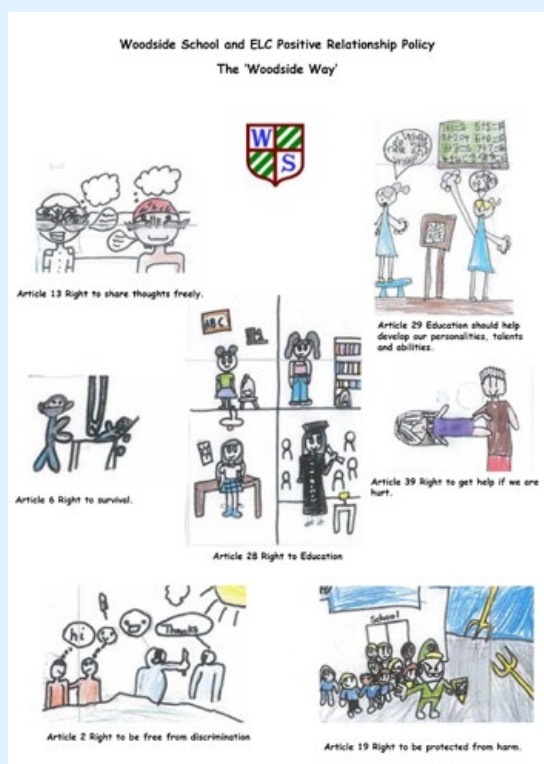 Woodside School and ELC Positive Relationship Policy
The 'Woodside Way'
W
S
Article 13 Right to share thoughts freely.
Article 29 Education should help
develop our personalities, talents
and abilities.
ABC
Article 6 Right to survival.
Article 39 Right to get help if we are
hurt.
Article 28 Right to Education
hi
Thanks
School
Article 2 Right to be free from discrimination
Article 19 Right to be protected from harm.